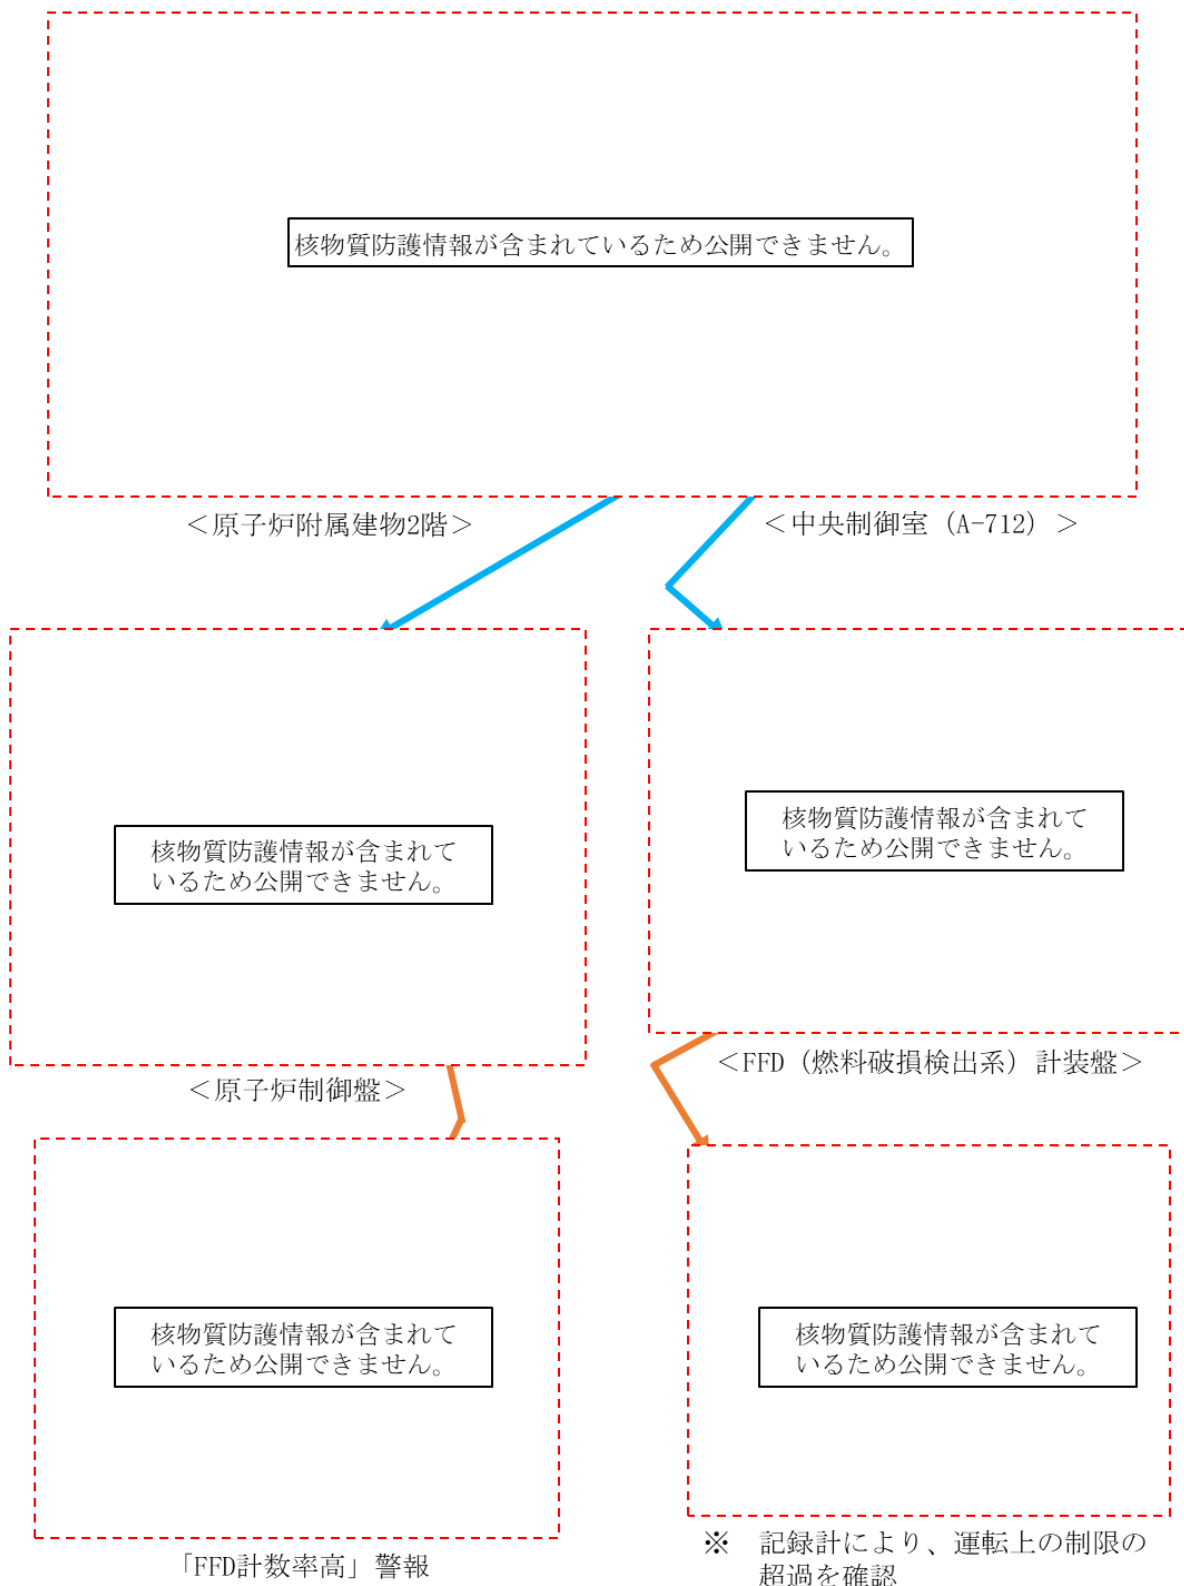 核物質防護情報が含まれているため公開できません。
＜原子炉附属建物2階＞
＜中央制御室（A-712）＞
核物質防護情報が含まれて
いるため公開できません。
核物質防護情報が含まれて
いるため公開できません。
＜原子炉制御盤＞
＜FFD（燃料破損検出系）計装盤＞
核物質防護情報が含まれて
いるため公開できません。
核物質防護情報が含まれて
いるため公開できません。
「FFD計数率高」警報
※　記録計により、運転上の制限の
超過を確認